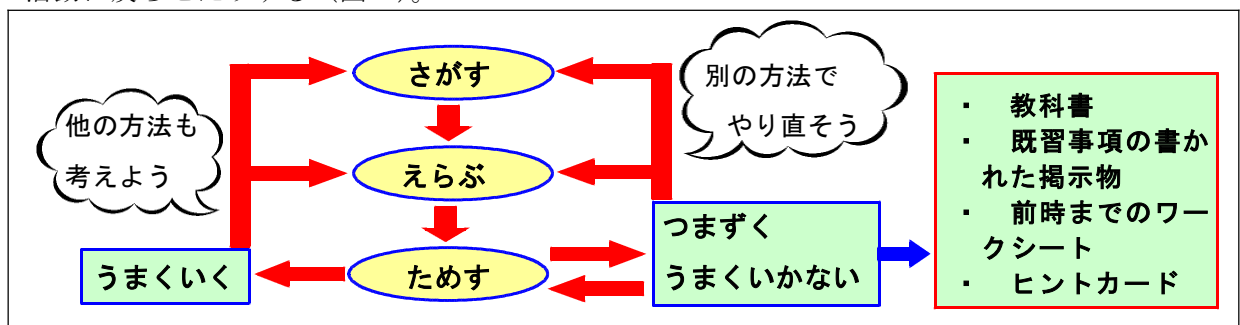 さがす
別の方法で
やり直そう
他の方法も
考えよう
えらぶ
つまずく
うまくいかない
うまくいく
ためす
・ 教科書
・ 既習事項の書か
れた掲示物
・ 前時までのワー
クシート
・ ヒントカード